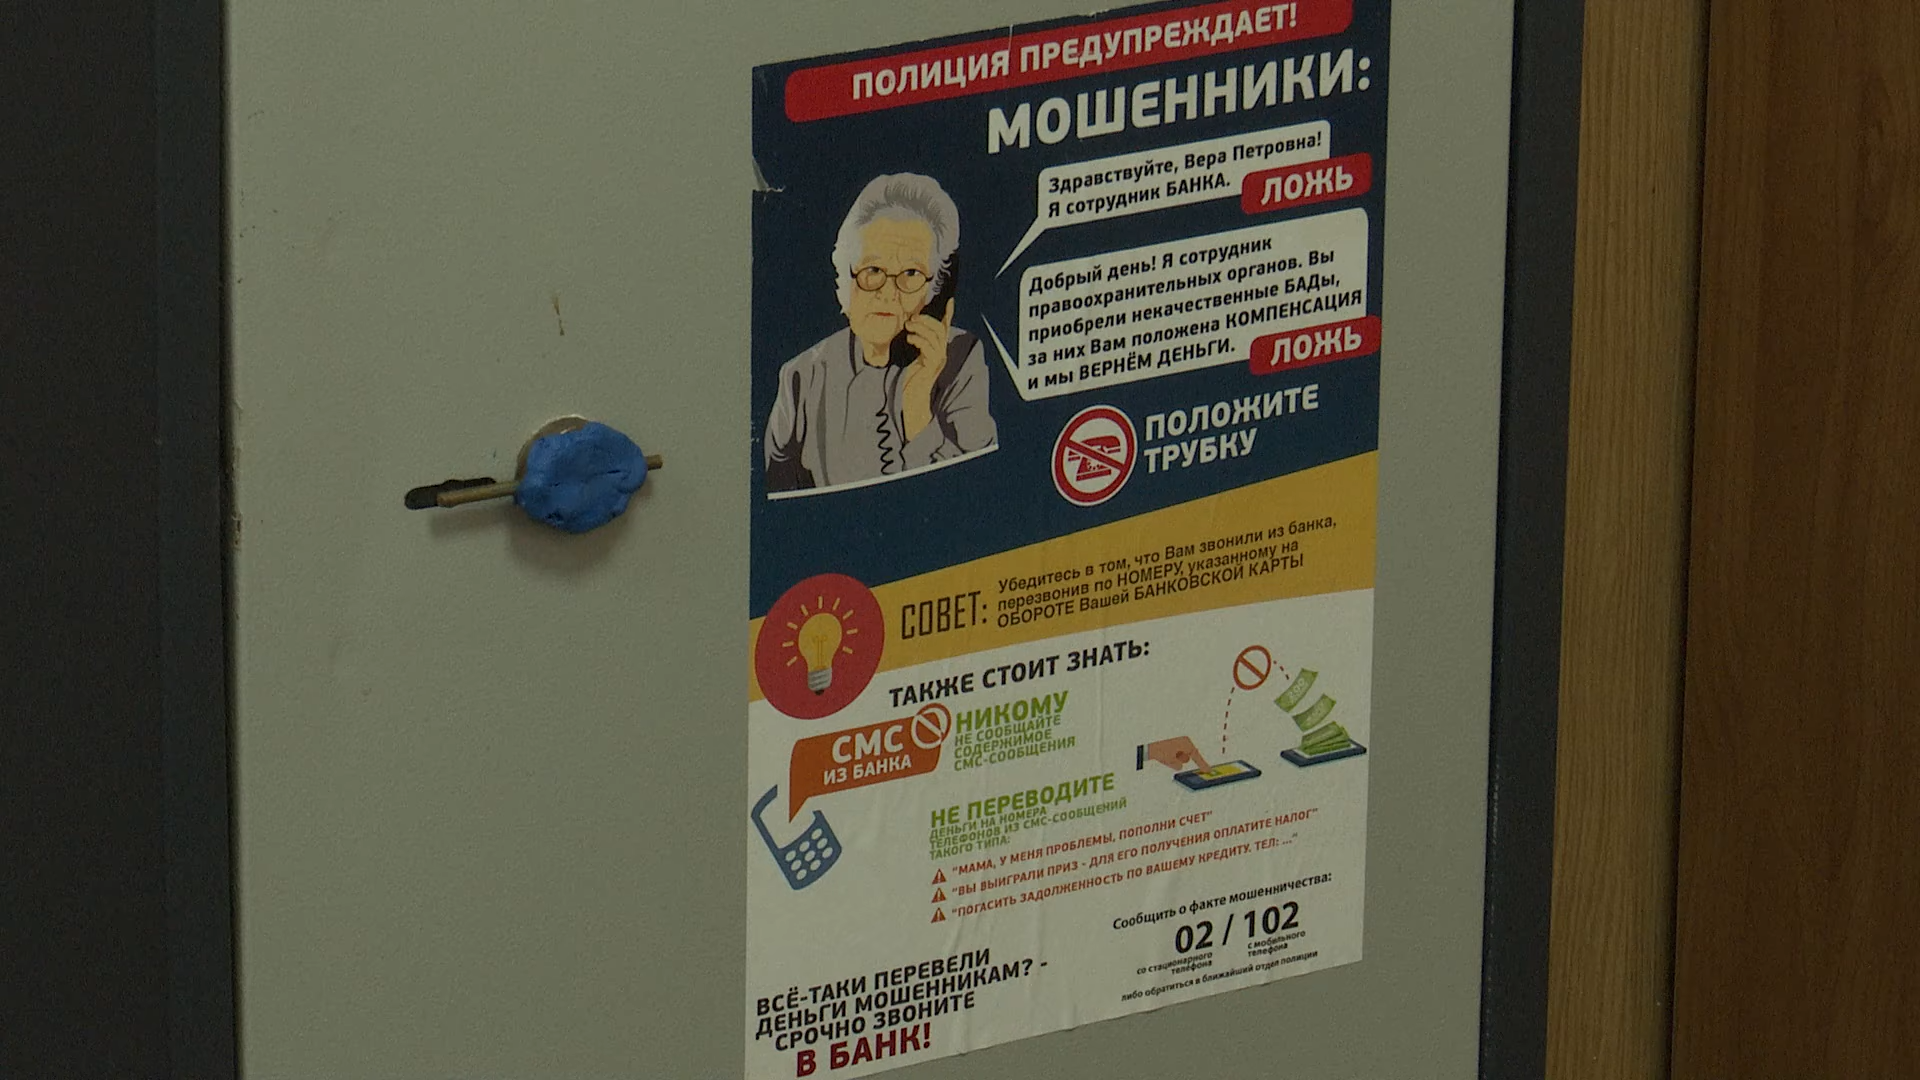 ПОЛИЦИЯ ПРЕДУПРЕЖДАЕТ!
МОШЕННИКИ:
Здравствуйте, Вера Петровна!
Я сотрудник БАНКА.
ЛОЖЬ
Добрый день! Я сотрудник
правоохранительных органов. Вы
приобрели некачественные БАДы,
за них Вам положена КОМПЕНСАЦИЯ
и мы ВЕРНЁМ ДЕНЬГИ.
ЛОЖЬ
ПОЛОЖИТЕ
ТРУБКУ
СОВЕТ:
Убедитесь в том, что Вам звонили из банка,
перезвонив по НОМЕРУ, указанному на
ОБОРОТЕ Вашей БАНКОВСКОЙ КАРТЫ
ТАКЖЕ СТОИТ ЗНАТЬ:
СМС
ИЗ БАНКА
НИКОМУ
НЕ СООБЩАЙТЕ
СОДЕРЖИМОЕ
СМС-СООБЩЕНИЯ
НЕ ПЕРЕВОДИТЕ
ДЕНЬГИ НА НОМЕРА
ТЕЛЕФОНОВ ИЗ СМС-СООБЩЕНИЙ
ТАКОГО ТИПА:
"МАМА, У МЕНЯ ПРОБЛЕМЫ, ПОПОЛНИ СЧЕТ"
"ВЫ ВЫИГРАЛИ ПРИЗ - ДЛЯ ЕГО ПОЛУЧЕНИЯ ОПЛАТИТЕ НАЛОГ"
"ПОГАСИТЬ ЗАДОЛЖЕННОСТЬ ПО ВАШЕМУ КРЕДИТУ. ТЕЛ: ..."
Сообщить о факте мошенничества:
02 / 102
со стационарного
телефона
с мобильного
телефона
либо обратиться в ближайший отдел полиции
ВСЁ-ТАКИ ПЕРЕВЕЛИ
ДЕНЬГИ МОШЕННИКАМ? -
СРОЧНО ЗВОНИТЕ
В БАНК!